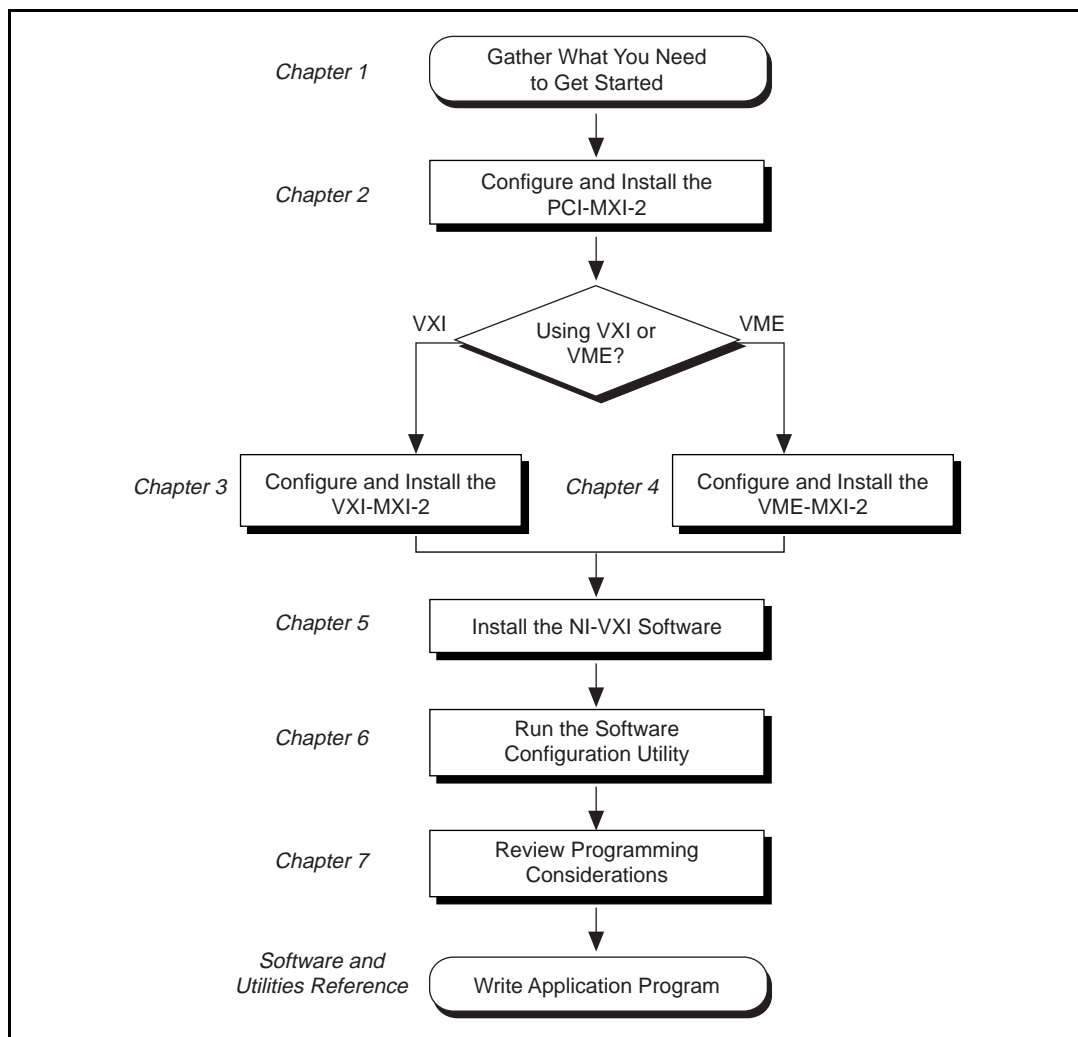 Chapter 1
Gather What You Need
to Get Started
Chapter 2
Configure and Install the
PCI-MXI-2
VXI
Using VXI or
VME?
VME
Chapter 3
Configure and Install the
VXI-MXI-2
Chapter 4
Configure and Install the
VME-MXI-2
Chapter 5
Install the NI-VXI Software
Chapter 6
Run the Software
Configuration Utility
Chapter 7
Review Programming
Considerations
Software and
Utilities Reference
Write Application Program